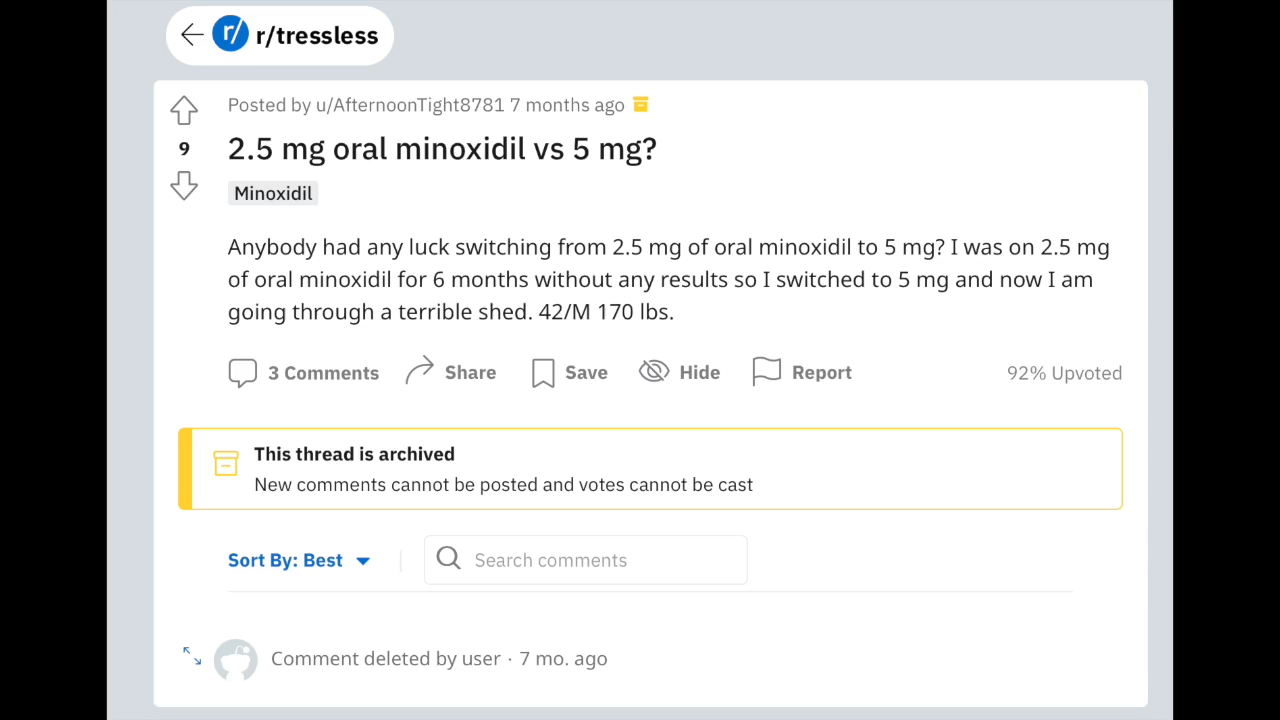 r/ r/tressless
Posted by u/AfternoonTight8781 7 months ago
9
2.5 mg oral minoxidil vs 5 mg?
Minoxidil
Anybody had any luck switching from 2.5 mg of oral minoxidil to 5 mg? I was on 2.5 mg
of oral minoxidil for 6 months without any results so I switched to 5 mg and now I am
going through a terrible shed. 42/M 170 lbs.
3 Comments Share Save Hide Report 92% Upvoted
This thread is archived
New comments cannot be posted and votes cannot be cast
Sort By: Best Search comments
Comment deleted by user · 7 mo. ago